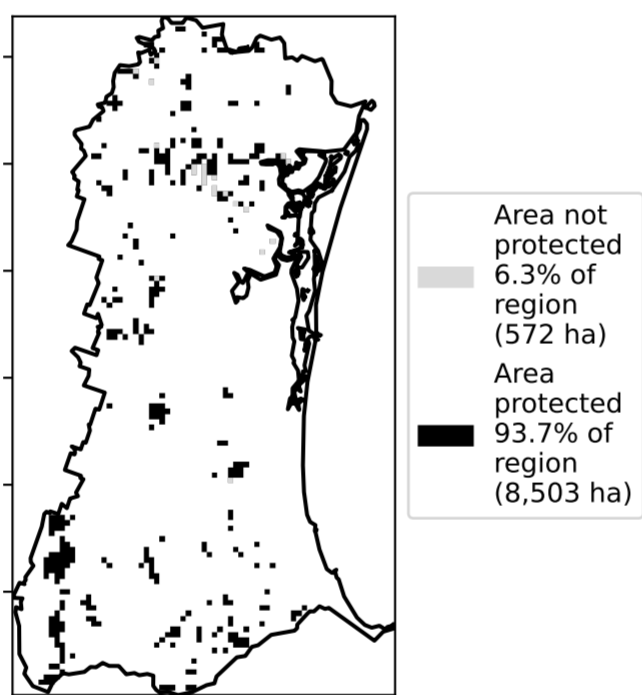 Area not
protected
6.3% of
region
(572 ha)
Area
protected
93.7% of
region
(8,503 ha)